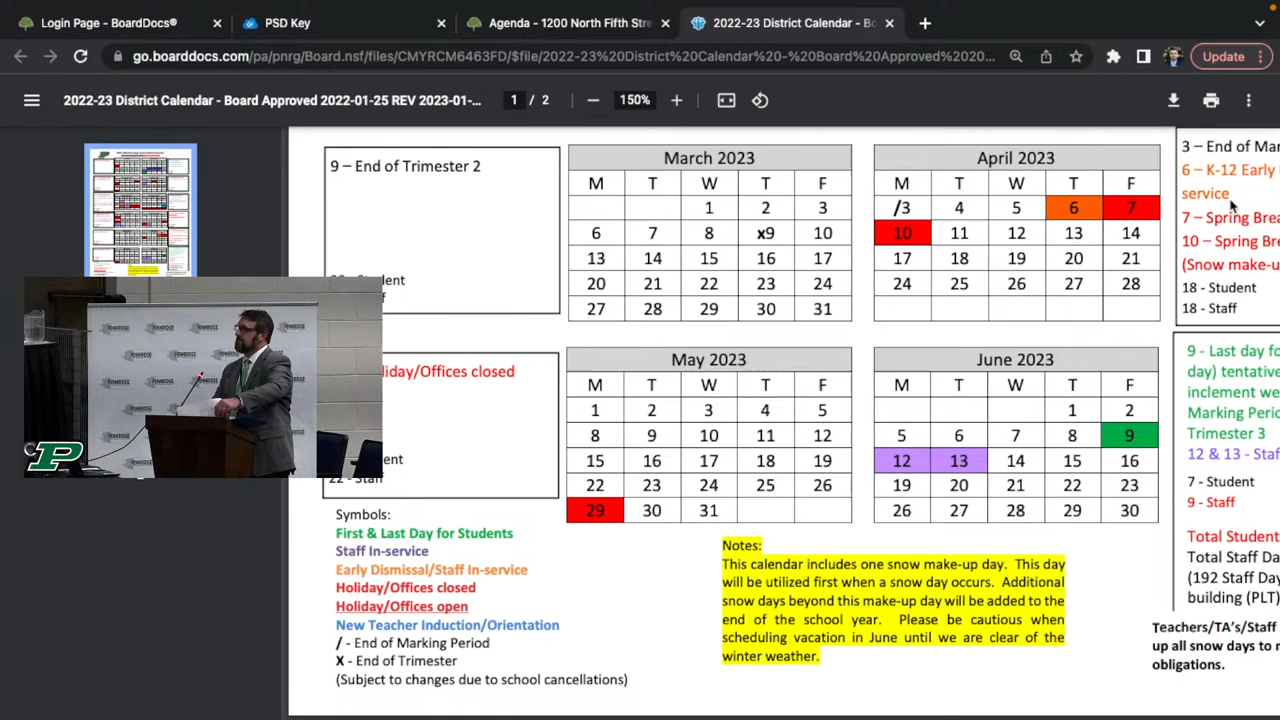 Login Page - BoardDocs®
PSD Key
Agenda - 1200 North Fifth Stre
2022-23 District Calendar - Bo
go.boarddocs.com/pa/pnrg/Board.nsf/files/CMYRCM6463FD/$file/2022-23%20District%20Calendar%20-%20Board%20Approved%2020...
Update
2022-23 District Calendar - Board Approved 2022-01-25 REV 2023-01-...
1 / 2
150%
9 – End of Trimester 2
March 2023
M T W T F
1 2 3
6 7 8 x9 10
13 14 15 16 17
20 21 22 23 24
27 28 29 30 31
April 2023
M T W T F
/3 4 5 6 7
10 11 12 13 14
17 18 19 20 21
24 25 26 27 28
3 – End of Mar
6 – K-12 Early
service
7 – Spring Brea
10 – Spring Bre
(Snow make-u
18 - Student
18 - Staff
liday/Offices closed
22 - Staff
May 2023
M T W T F
1 2 3 4 5
8 9 10 11 12
15 16 17 18 19
22 23 24 25 26
29 30 31
June 2023
M T W T F
1 2
5 6 7 8 9
12 13 14 15 16
19 20 21 22 23
26 27 28 29 30
9 - Last day fo
day) tentative
inclement we
Marking Perio
Trimester 3
12 & 13 - Staf
7 - Student
9 - Staff
Total Student
Total Staff Da
(192 Staff Day
building (PLT)
Teachers/TA's/Staff
up all snow days to m
obligations.
Symbols:
First & Last Day for Students
Staff In-service
Early Dismissal/Staff In-service
Holiday/Offices closed
Holiday/Offices open
New Teacher Induction/Orientation
/ - End of Marking Period
X - End of Trimester
(Subject to changes due to school cancellations)
Notes:
This calendar includes one snow make-up day. This day
will be utilized first when a snow day occurs. Additional
snow days beyond this make-up day will be added to the
end of the school year. Please be cautious when
scheduling vacation in June until we are clear of the
winter weather.
PENNRIDGE
P